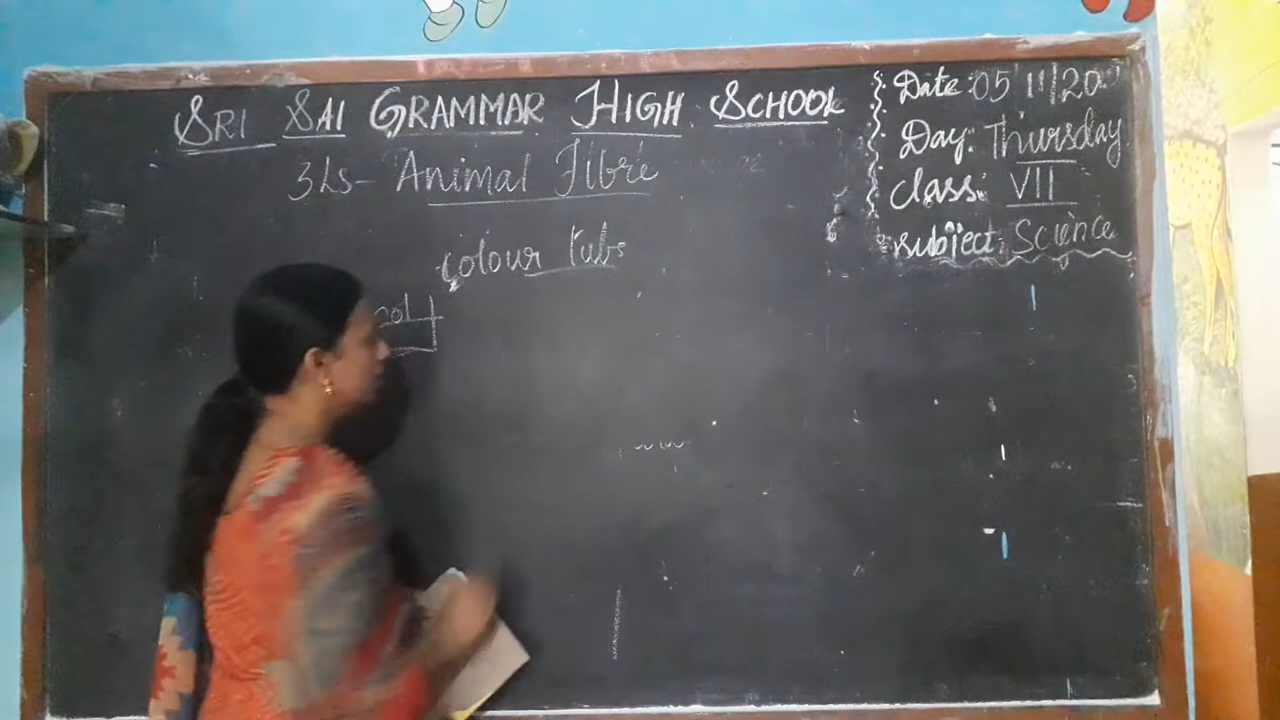 SRI SAI GRAMMAR HIGH SCHOOL
3Ls- Animal Fibre
colour tubs
Date: 05/11/20
Day: Thursday
Class: VII
Subject: Science